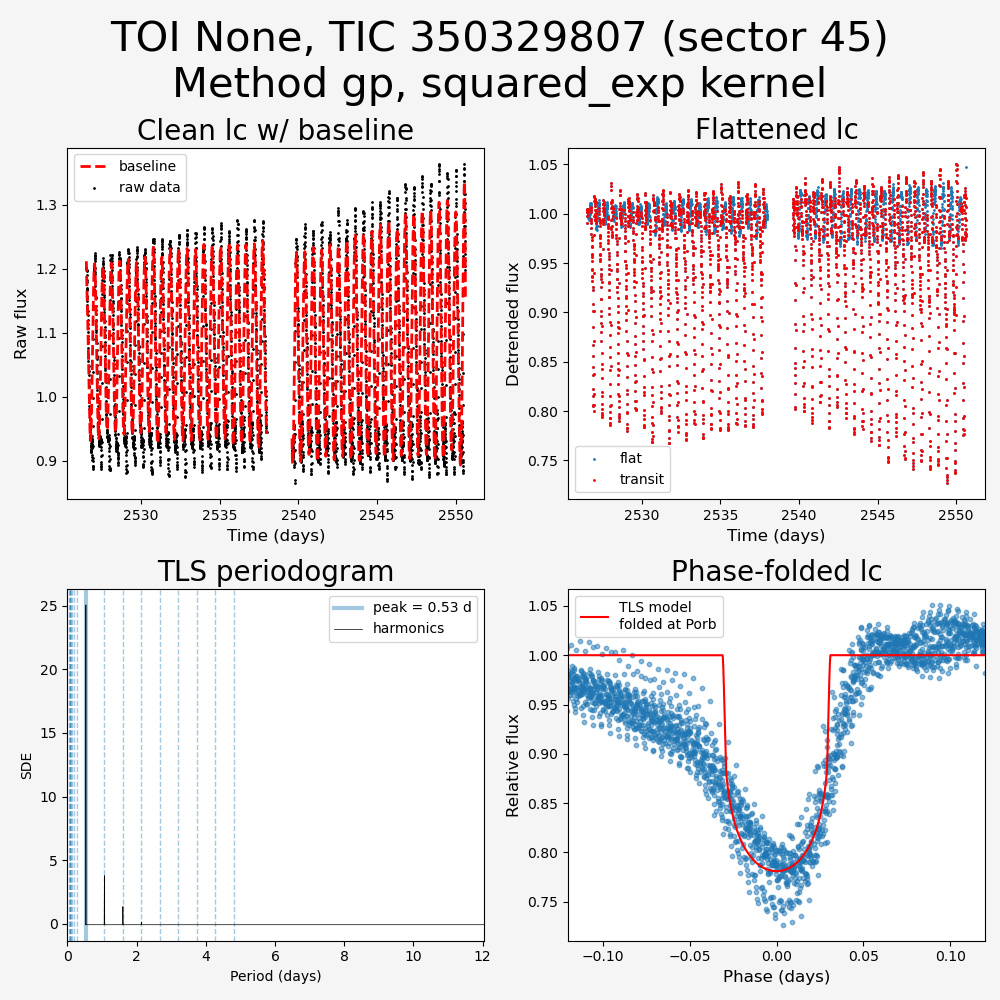 TOI None, TIC 350329807 (sector 45)
Method gp, squared_exp kernel
Clean lc w/ baseline
baseline
raw data
1.3
1.2
1.1
1.0
0.9
Raw flux
2530
2535
2540
2545
2550
Time (days)
Flattened lc
1.05
1.00
0.95
0.90
0.85
0.80
0.75
Detrended flux
flat
transit
2530
2535
2540
2545
2550
Time (days)
TLS periodogram
peak = 0.53 d
harmonics
25
20
15
10
5
0
SDE
0
2
4
6
8
10
12
Period (days)
Phase-folded lc
TLS model
folded at Porb
1.05
1.00
0.95
0.90
0.85
0.80
0.75
Relative flux
−0.10
−0.05
0.00
0.05
0.10
Phase (days)